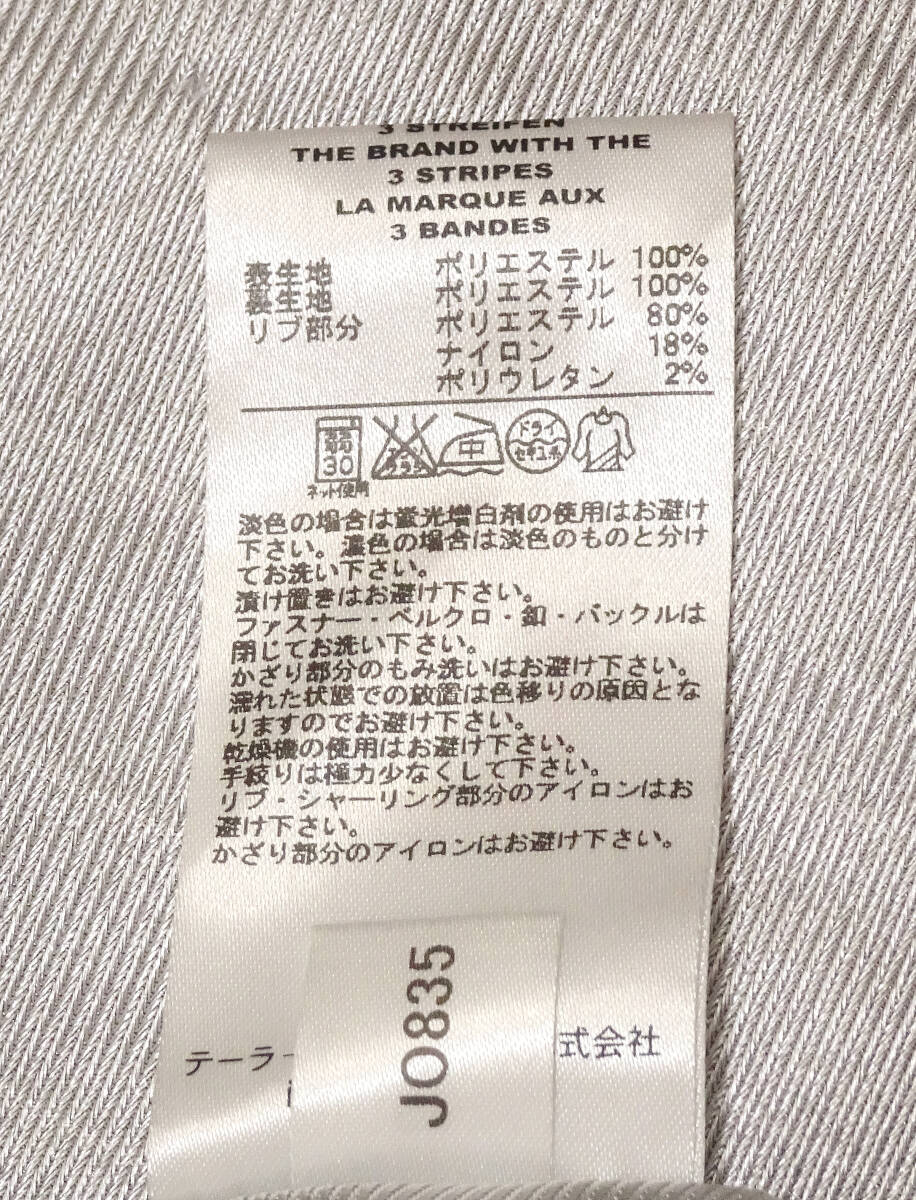 3 STREIFEN
THE BRAND WITH THE
3 STRIPES
LA MARQUE AUX
3 BANDES
表生地 ポリエステル 100%
裏生地 ポリエステル 100%
リブ部分 ポリエステル 80%
ナイロン 18%
ポリウレタン 2%
30 中 ドライ
ネット使用 セキユ系
淡色の場合は蛍光増白剤の使用はお避け
下さい。濃色の場合は淡色のものと分け
てお洗い下さい。
漬け置きはお避け下さい。
ファスナー・ベルクロ・釦・バックルは
閉じてお洗い下さい。
かざり部分のもみ洗いはお避け下さい。
濡れた状態での放置は色移りの原因とな
りますのでお避け下さい。
乾燥機の使用はお避け下さい。
手絞りは極力少なくして下さい。
リブ・シャーリング部分のアイロンはお
避け下さい。
かざり部分のアイロンはお避け下さい。
JO835
テーラー 式会社